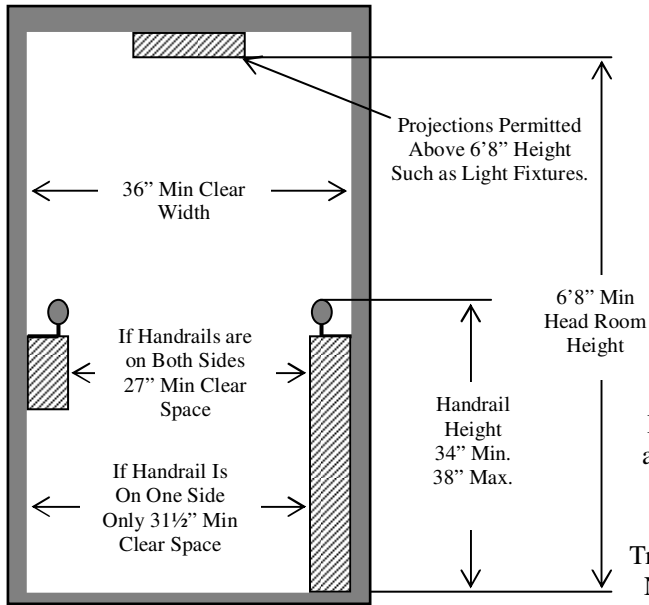 Projections Permitted
Above 6’8” Height
Such as Light Fixtures.
36” Min Clear
Width
6’8” Min
Head Room
Height
If Handrails are
on Both Sides
27” Min Clear
Space
Handrail
Height
34” Min.
38” Max.
If Handrail Is
On One Side
Only 31½” Min
Clear Space